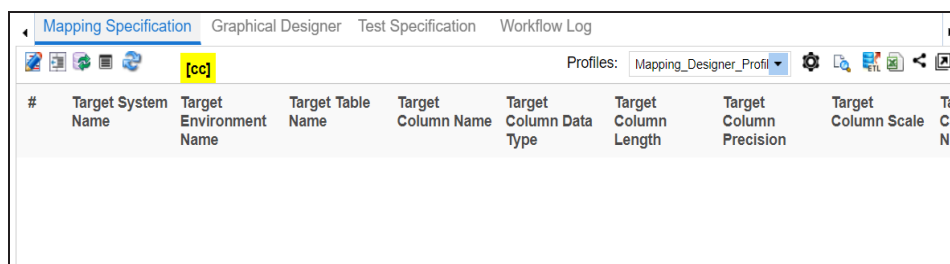 Mapping Specification Graphical Designer Test Specification Workflow Log
[cc] Profiles: Mapping_Designer_Profil
ETL
# Target System Name Target Environment Name Target Table Name Target Column Name Target Column Data Type Target Column Length Target Column Precision Target Column Scale